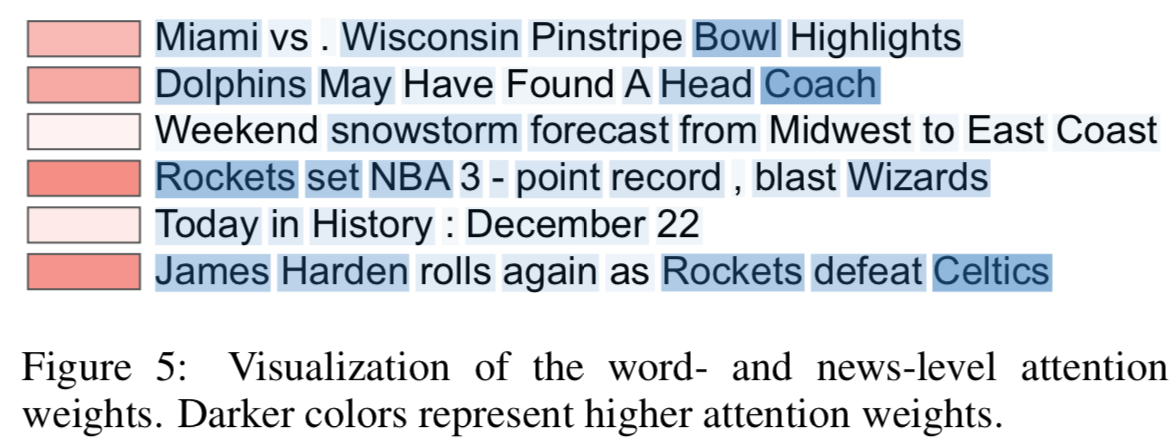 Miami vs . Wisconsin Pinstripe Bowl Highlights
Dolphins May Have Found A Head Coach
Weekend snowstorm forecast from Midwest to East Coast
Rockets set NBA 3 - point record , blast Wizards
Today in History : December 22
James Harden rolls again as Rockets defeat Celtics
Figure 5: Visualization of the word- and news-level attention
weights. Darker colors represent higher attention weights.